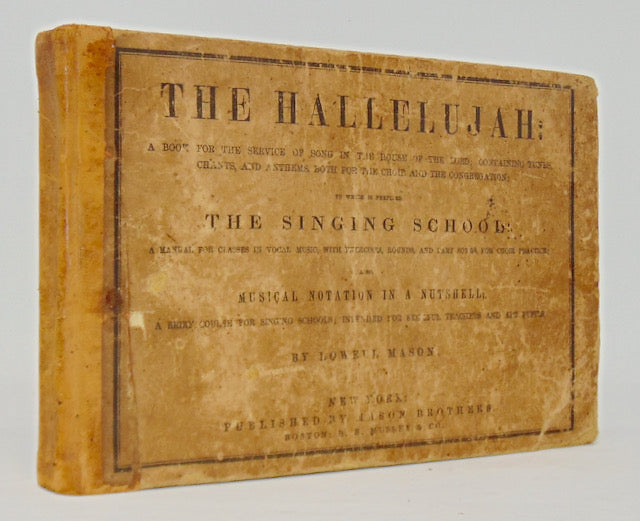 THE HALLELUJAH:
A BOOK FOR THE SERVICE OF SONG IN THE HOUSE OF THE LORD; CONTAINING TUNES,
CHANTS, AND ANTHEMS, BOTH FOR THE CHOIR AND THE CONGREGATION;
TO WHICH IS PREFIXED
THE SINGING SCHOOL:
A MANUAL FOR CLASSES IN VOCAL MUSIC, WITH EXERCISES, ROUNDS, AND PART SONGS, FOR CHOIR PRACTICE;
ALSO,
MUSICAL NOTATION IN A NUTSHELL;
A BRIEF COURSE FOR SINGING SCHOOLS; INTENDED FOR SKILFUL TEACHERS AND APT PUPILS.
BY LOWELL MASON.
NEW YORK:
PUBLISHED BY MASON BROTHERS.
BOSTON: B. B. MUSSEY & CO.